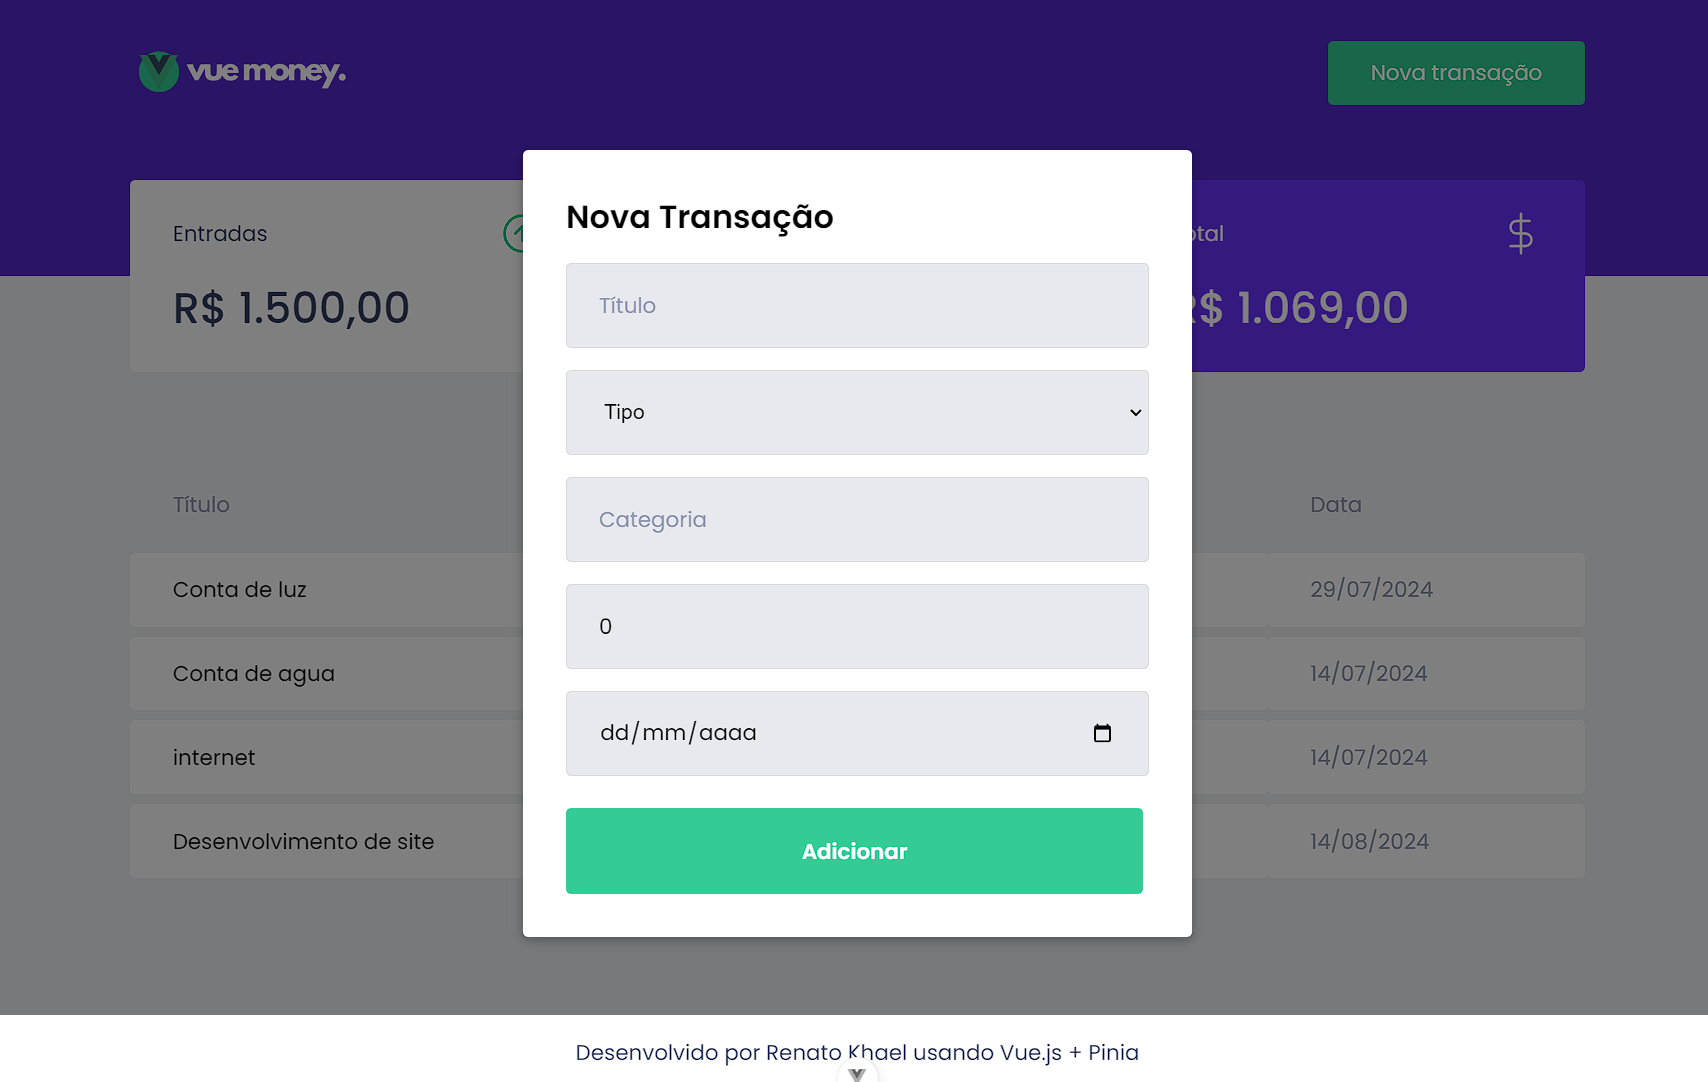 vue money.
Nova transação
Entradas
R$ 1.500,00
$
R$ 1.069,00
Nova Transação
Título
Tipo
Categoria
0
dd/mm/aaaa
Adicionar
Título
Data
Conta de luz
29/07/2024
Conta de agua
14/07/2024
internet
14/07/2024
Desenvolvimento de site
14/08/2024
Desenvolvido por Renato Khael usando Vue.js + Pinia